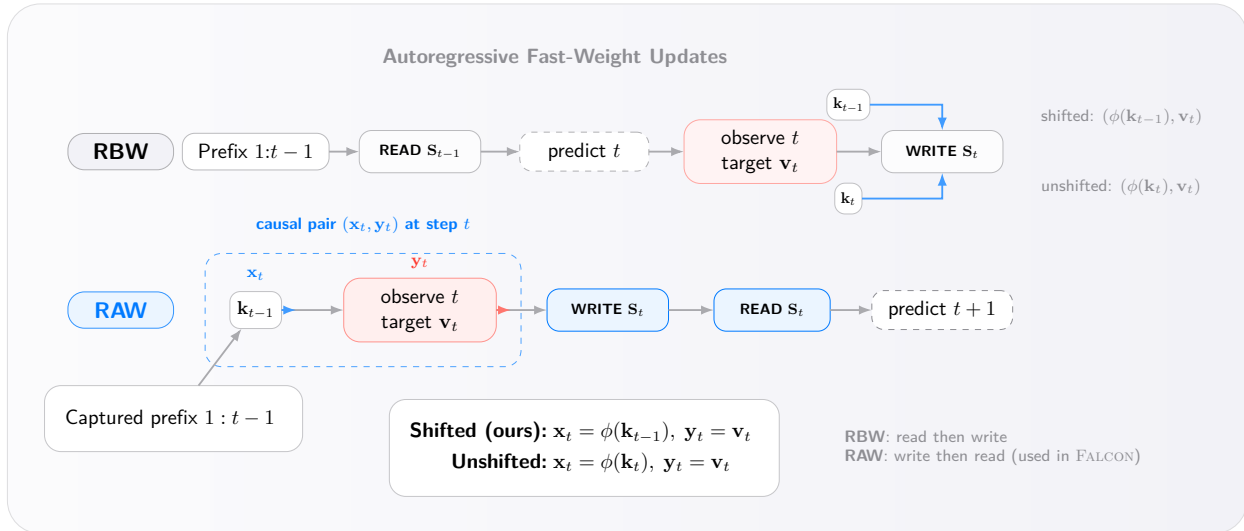 Autoregressive Fast-Weight Updates
RBW
Prefix 1:t − 1
READ S_{t−1}
predict t
observe t
target v_t
k_{t−1}
k_t
WRITE S_t
shifted: (ϕ(k_{t−1}), v_t)
unshifted: (ϕ(k_t), v_t)
causal pair (x_t, y_t) at step t
RAW
x_t
k_{t−1}
y_t
observe t
target v_t
WRITE S_t
READ S_t
predict t + 1
Captured prefix 1 : t − 1
Shifted (ours): x_t = ϕ(k_{t−1}), y_t = v_t
Unshifted: x_t = ϕ(k_t), y_t = v_t
RBW: read then write
RAW: write then read (used in FALCON)